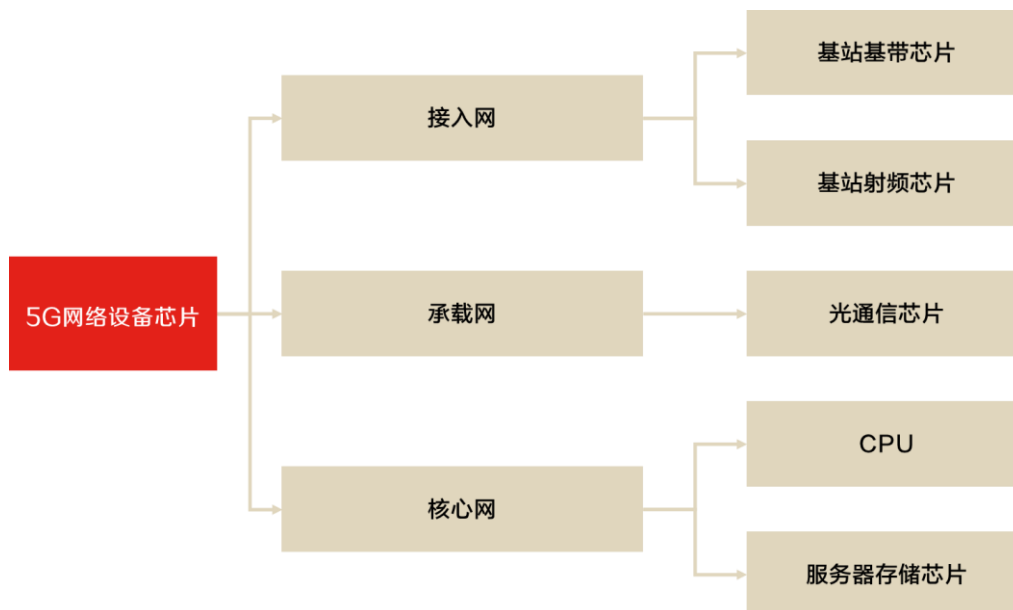 基站基带芯片
接入网
基站射频芯片
5G网络设备芯片
承载网
光通信芯片
CPU
核心网
服务器存储芯片